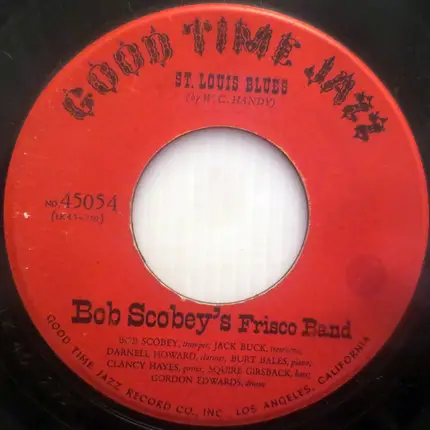 GOOD TIME JAZZ
ST. LOUIS BLUES
(by W. C. HANDY)
NO. 45054
Bob Scobey's Frisco Band
BOB SCOBEY, trumpet; JACK BUCK, trombone;
DARNELL HOWARD, clarinet; BURT BALES, piano;
CLANCY HAYES, banjo; SQUIRE GIRSBACK, bass;
GORDON EDWARDS, drums
GOOD TIME JAZZ RECORD CO., INC. LOS ANGELES, CALIFORNIA